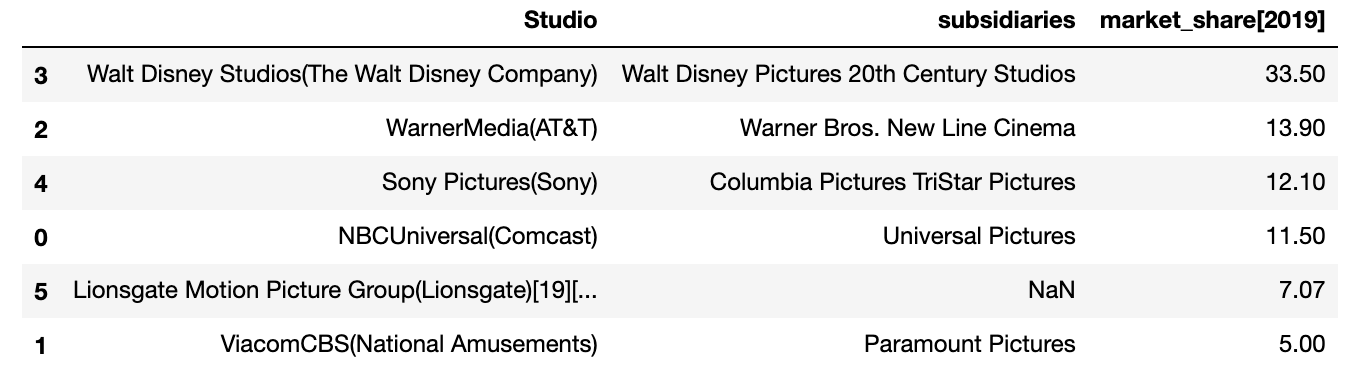 Studio subsidiaries market_share[2019]
3 Walt Disney Studios(The Walt Disney Company) Walt Disney Pictures 20th Century Studios 33.50
2 WarnerMedia(AT&T) Warner Bros. New Line Cinema 13.90
4 Sony Pictures(Sony) Columbia Pictures TriStar Pictures 12.10
0 NBCUniversal(Comcast) Universal Pictures 11.50
5 Lionsgate Motion Picture Group(Lionsgate)[19][... NaN 7.07
1 ViacomCBS(National Amusements) Paramount Pictures 5.00